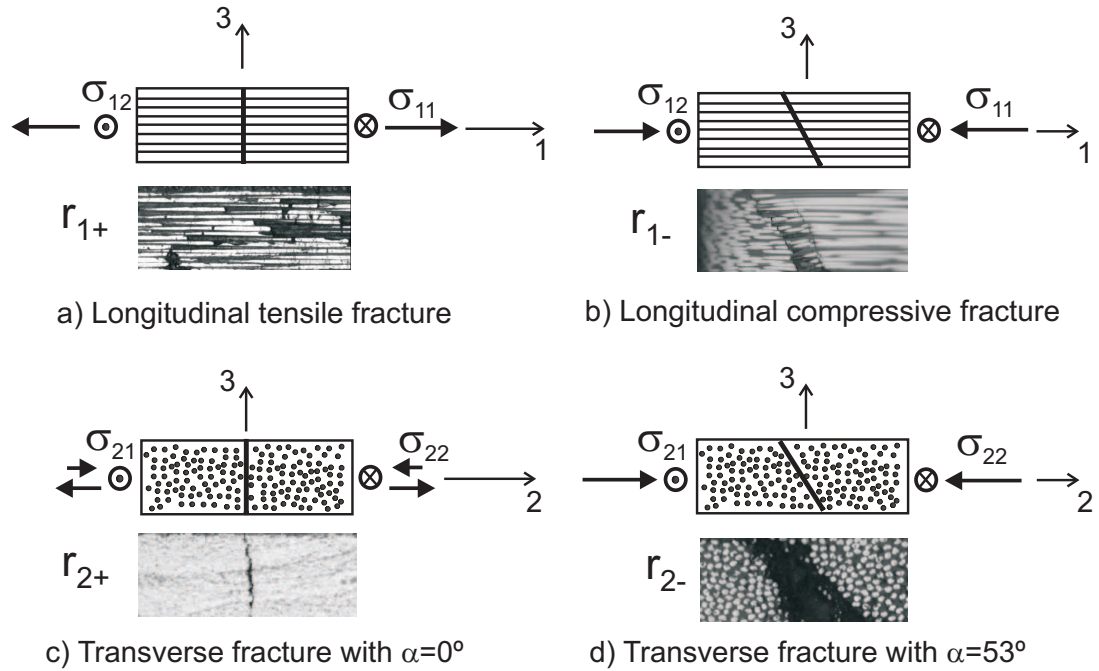 3
σ12
σ11
1
r1+
a) Longitudinal tensile fracture
3
σ12
σ11
1
r1-
b) Longitudinal compressive fracture
3
σ21
σ22
2
r2+
c) Transverse fracture with α=0º
3
σ21
σ22
2
r2-
d) Transverse fracture with α=53º